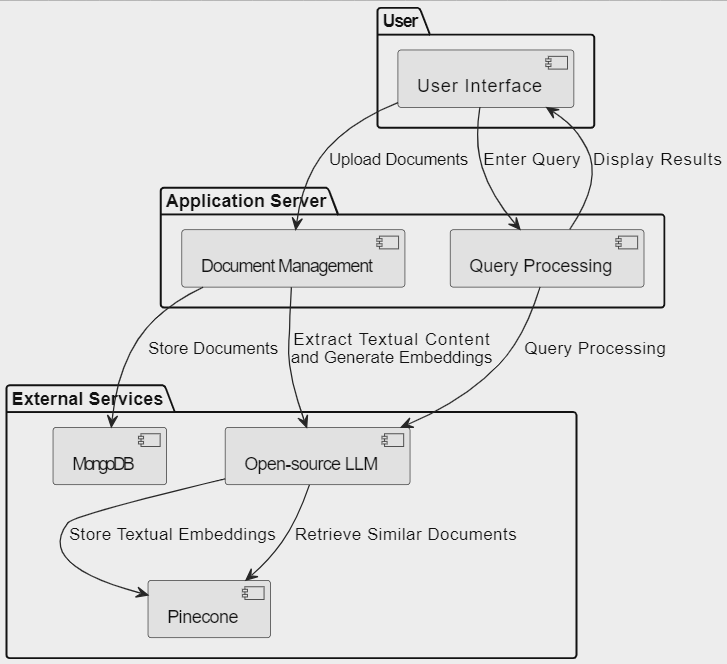 User
User Interface
Upload Documents
Enter Query
Display Results
Application Server
Document Management
Query Processing
Store Documents
Extract Textual Content
and Generate Embeddings
Query Processing
External Services
MongoDB
Open-source LLM
Store Textual Embeddings
Retrieve Similar Documents
Pinecone